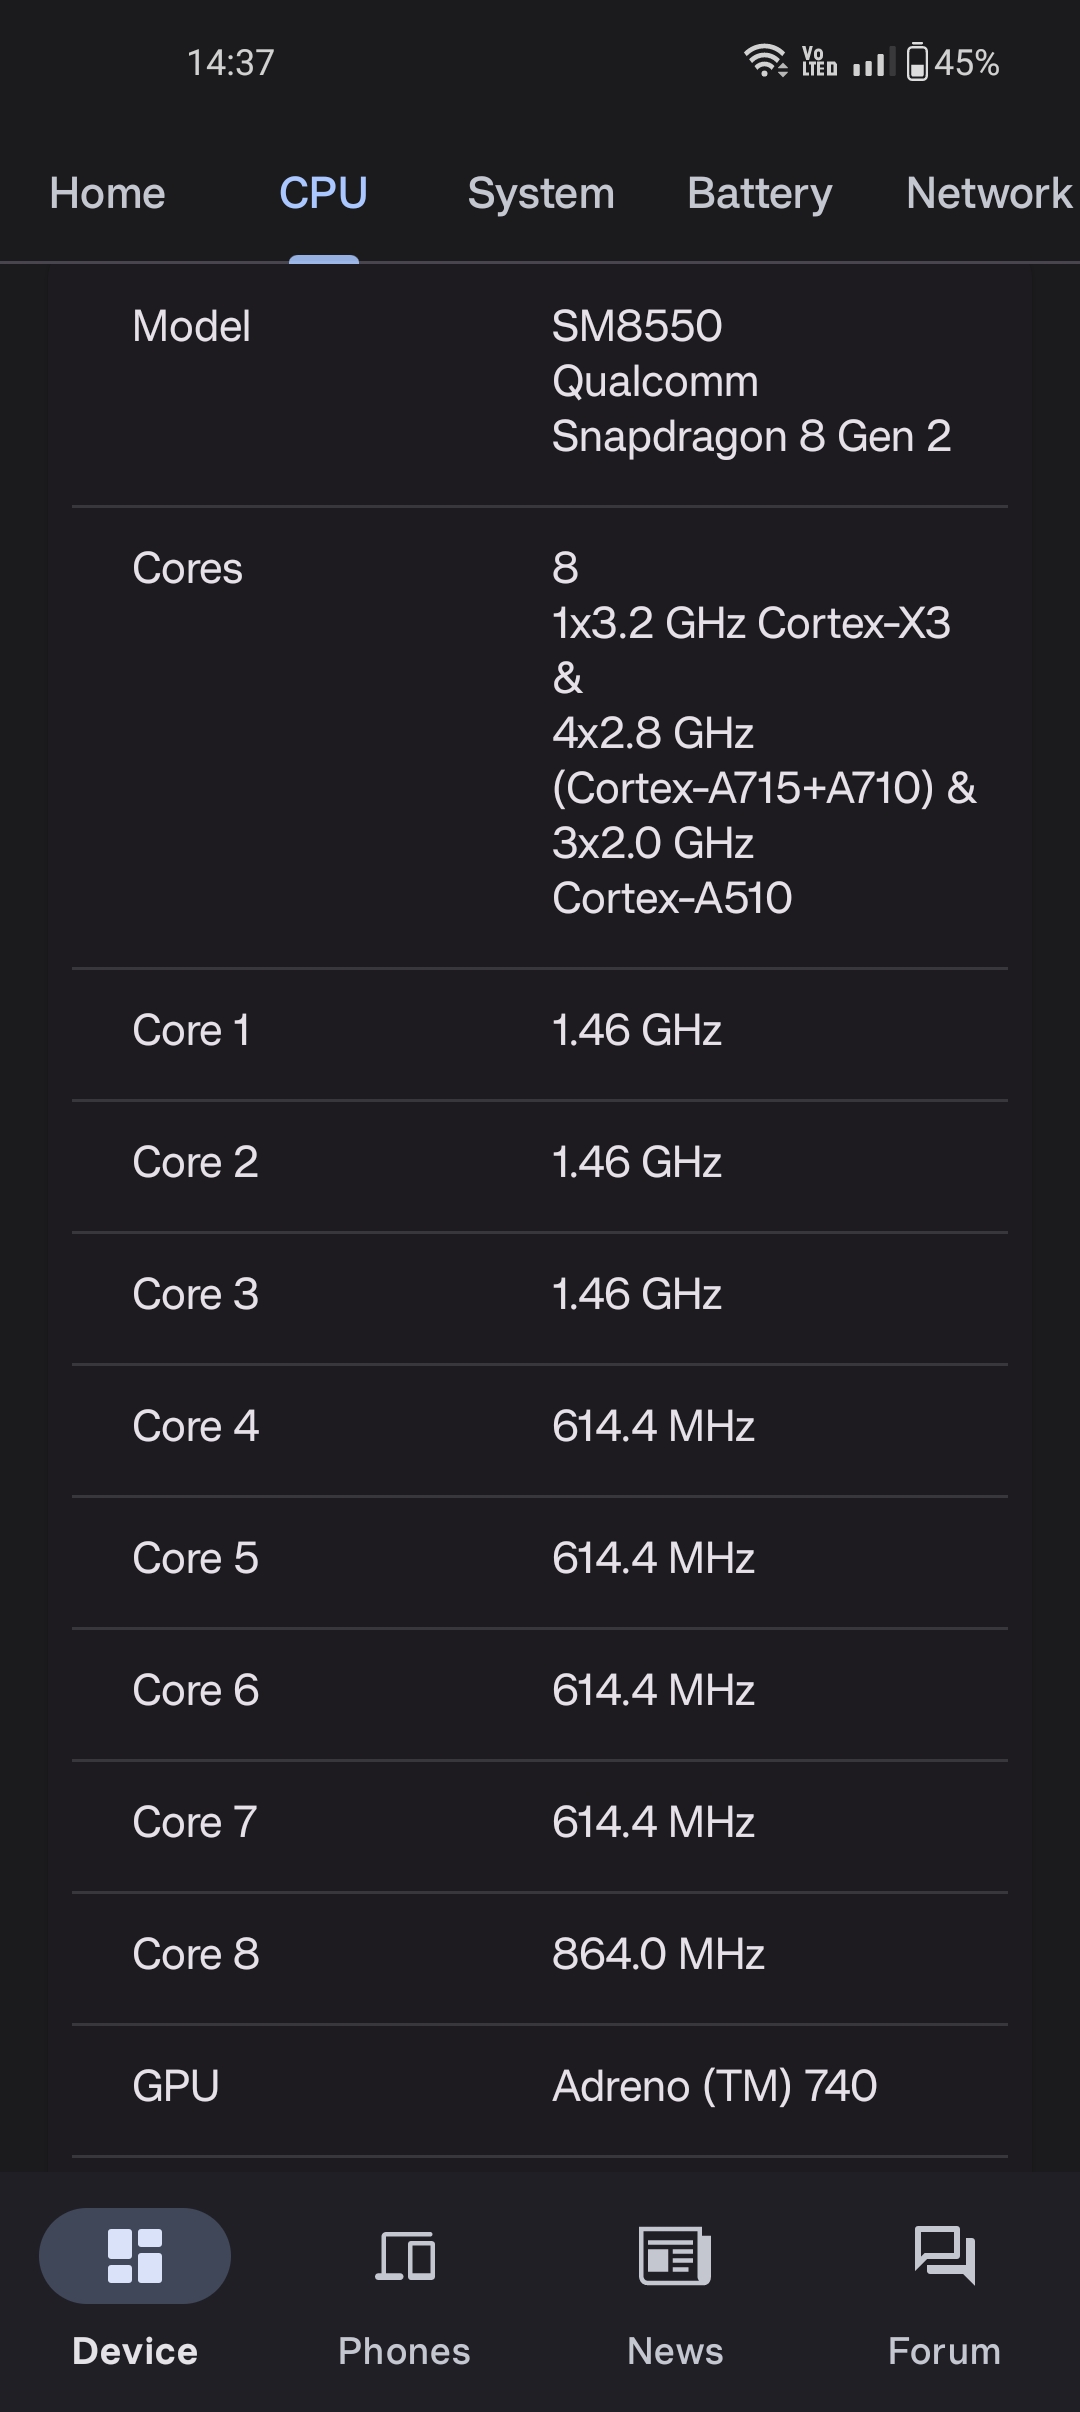 14:37
Vo
LTE
45%
Home CPU System Battery Network
Model SM8550
Qualcomm
Snapdragon 8 Gen 2
Cores 8
1x3.2 GHz Cortex-X3
&
4x2.8 GHz
(Cortex-A715+A710) &
3x2.0 GHz
Cortex-A510
Core 1 1.46 GHz
Core 2 1.46 GHz
Core 3 1.46 GHz
Core 4 614.4 MHz
Core 5 614.4 MHz
Core 6 614.4 MHz
Core 7 614.4 MHz
Core 8 864.0 MHz
GPU Adreno (TM) 740
Device Phones News Forum